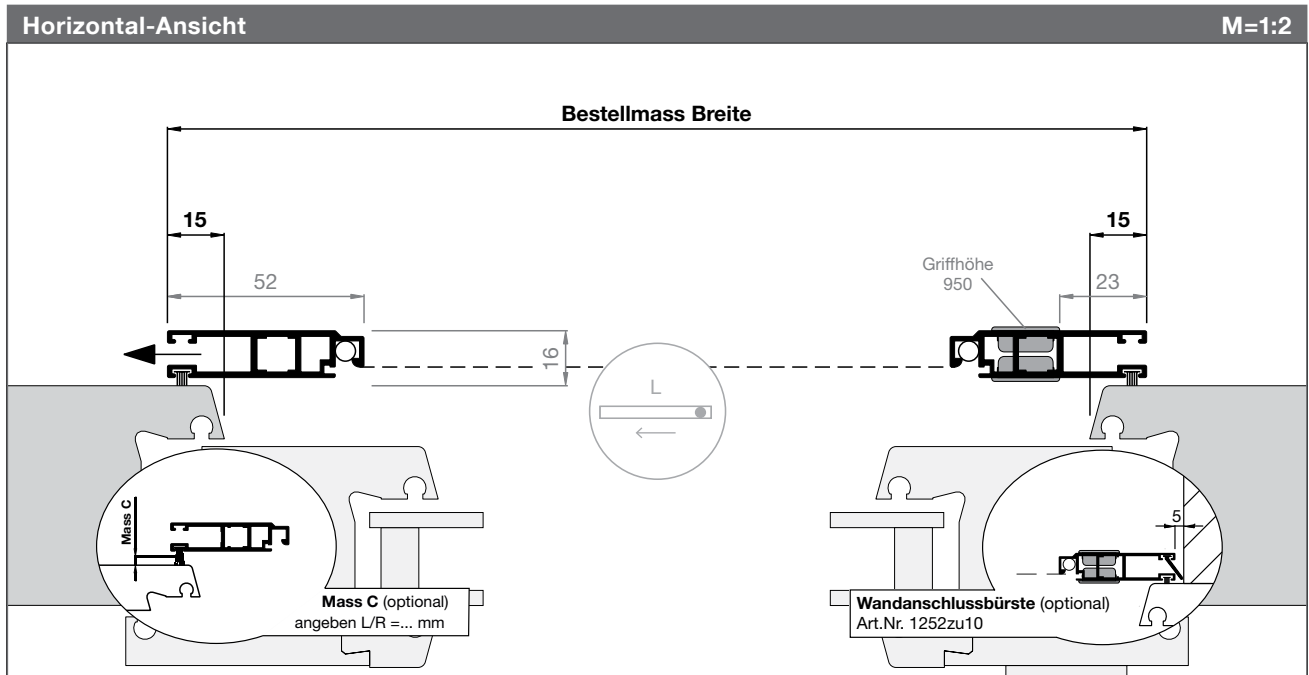 Horizontal-Ansicht M=1:2
Bestellmass Breite
15 15
52
Griffhöhe
950
23
16
L
Mass C
5
Mass C (optional)
angeben L/R =... mm
Wandanschlussbürste (optional)
Art.Nr. 1252zu10